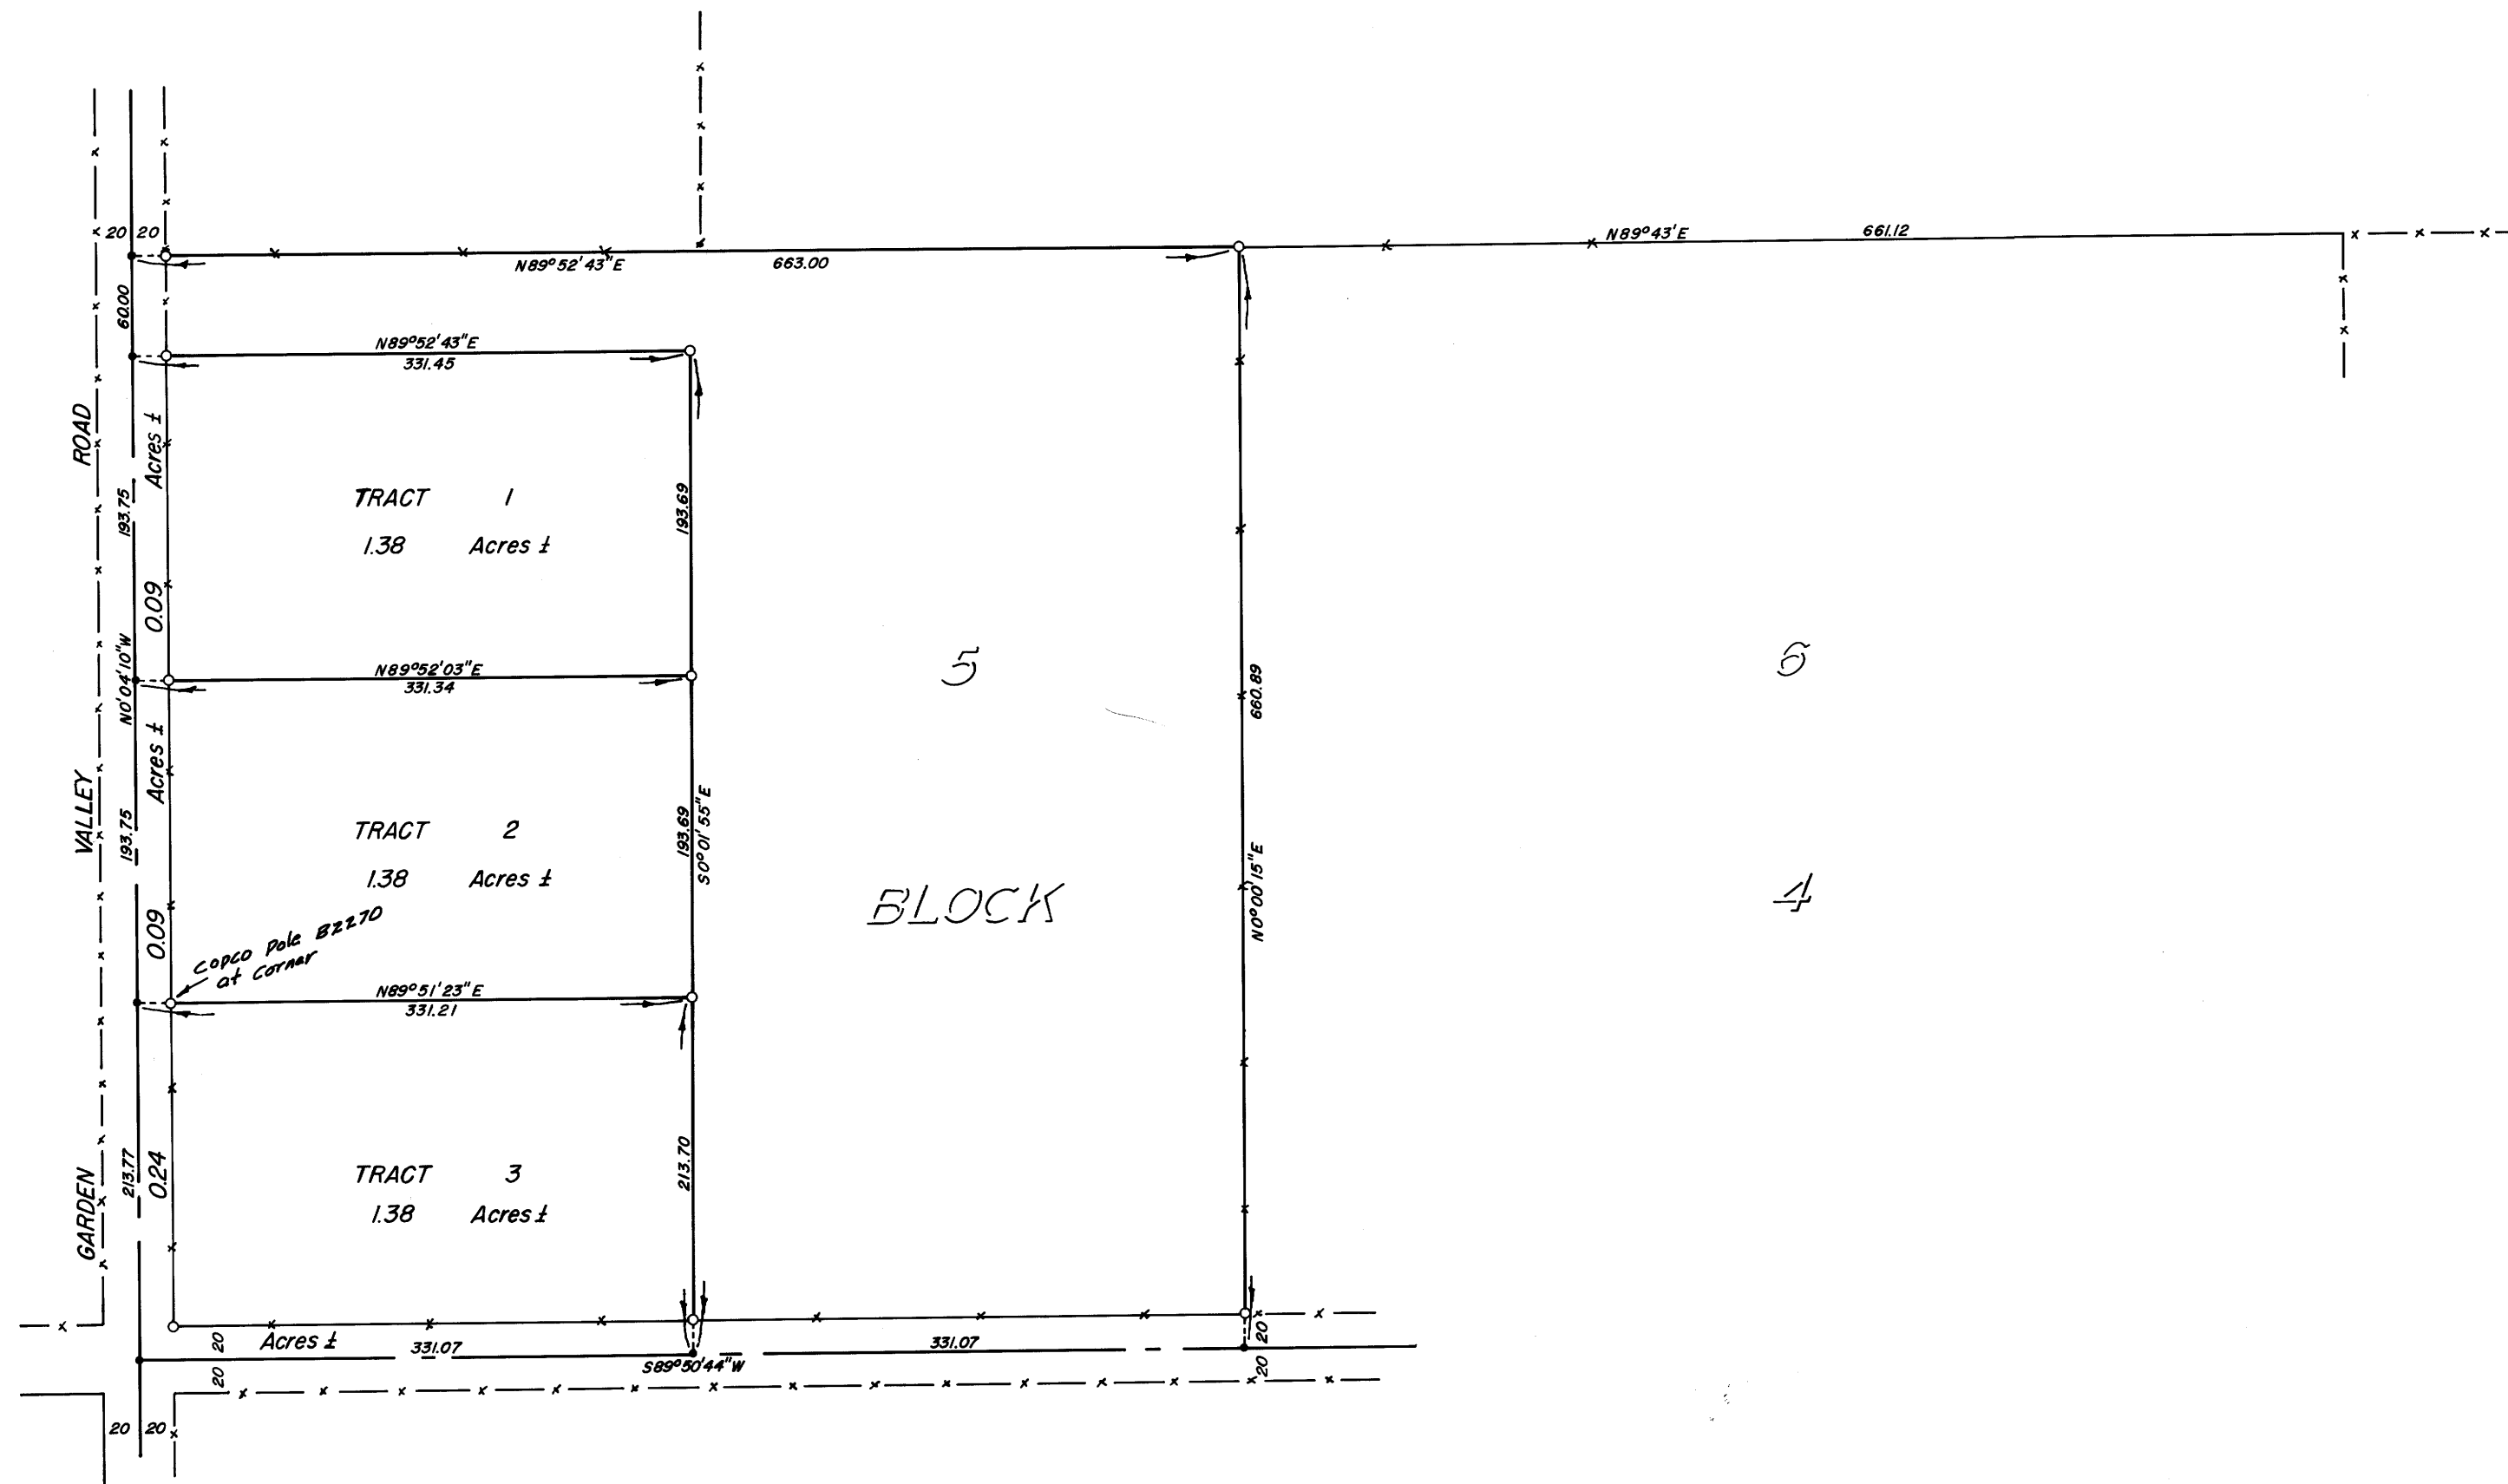 20 20
N89°43'E 661.12
N89°52'43"E 663.00
60.00
N89°52'43"E
331.45
ROAD
Acres ±
193.75
TRACT 1
1.38 Acres ±
193.69
0.09
N0°04'10"W
N89°52'03"E
331.34
5
6
660.89
VALLEY
Acres ±
193.75
TRACT 2
1.38 Acres ±
193.69
S0°01'55"E
BLOCK 4
N0°00'15"E
0.09
Copco Pole B2270
at Corner
N89°51'23"E
331.21
GARDEN
213.77
0.24
TRACT 3
1.38 Acres ±
213.70
20 Acres ± 331.07 331.07 20
S89°50'44"W
20 20
20 20